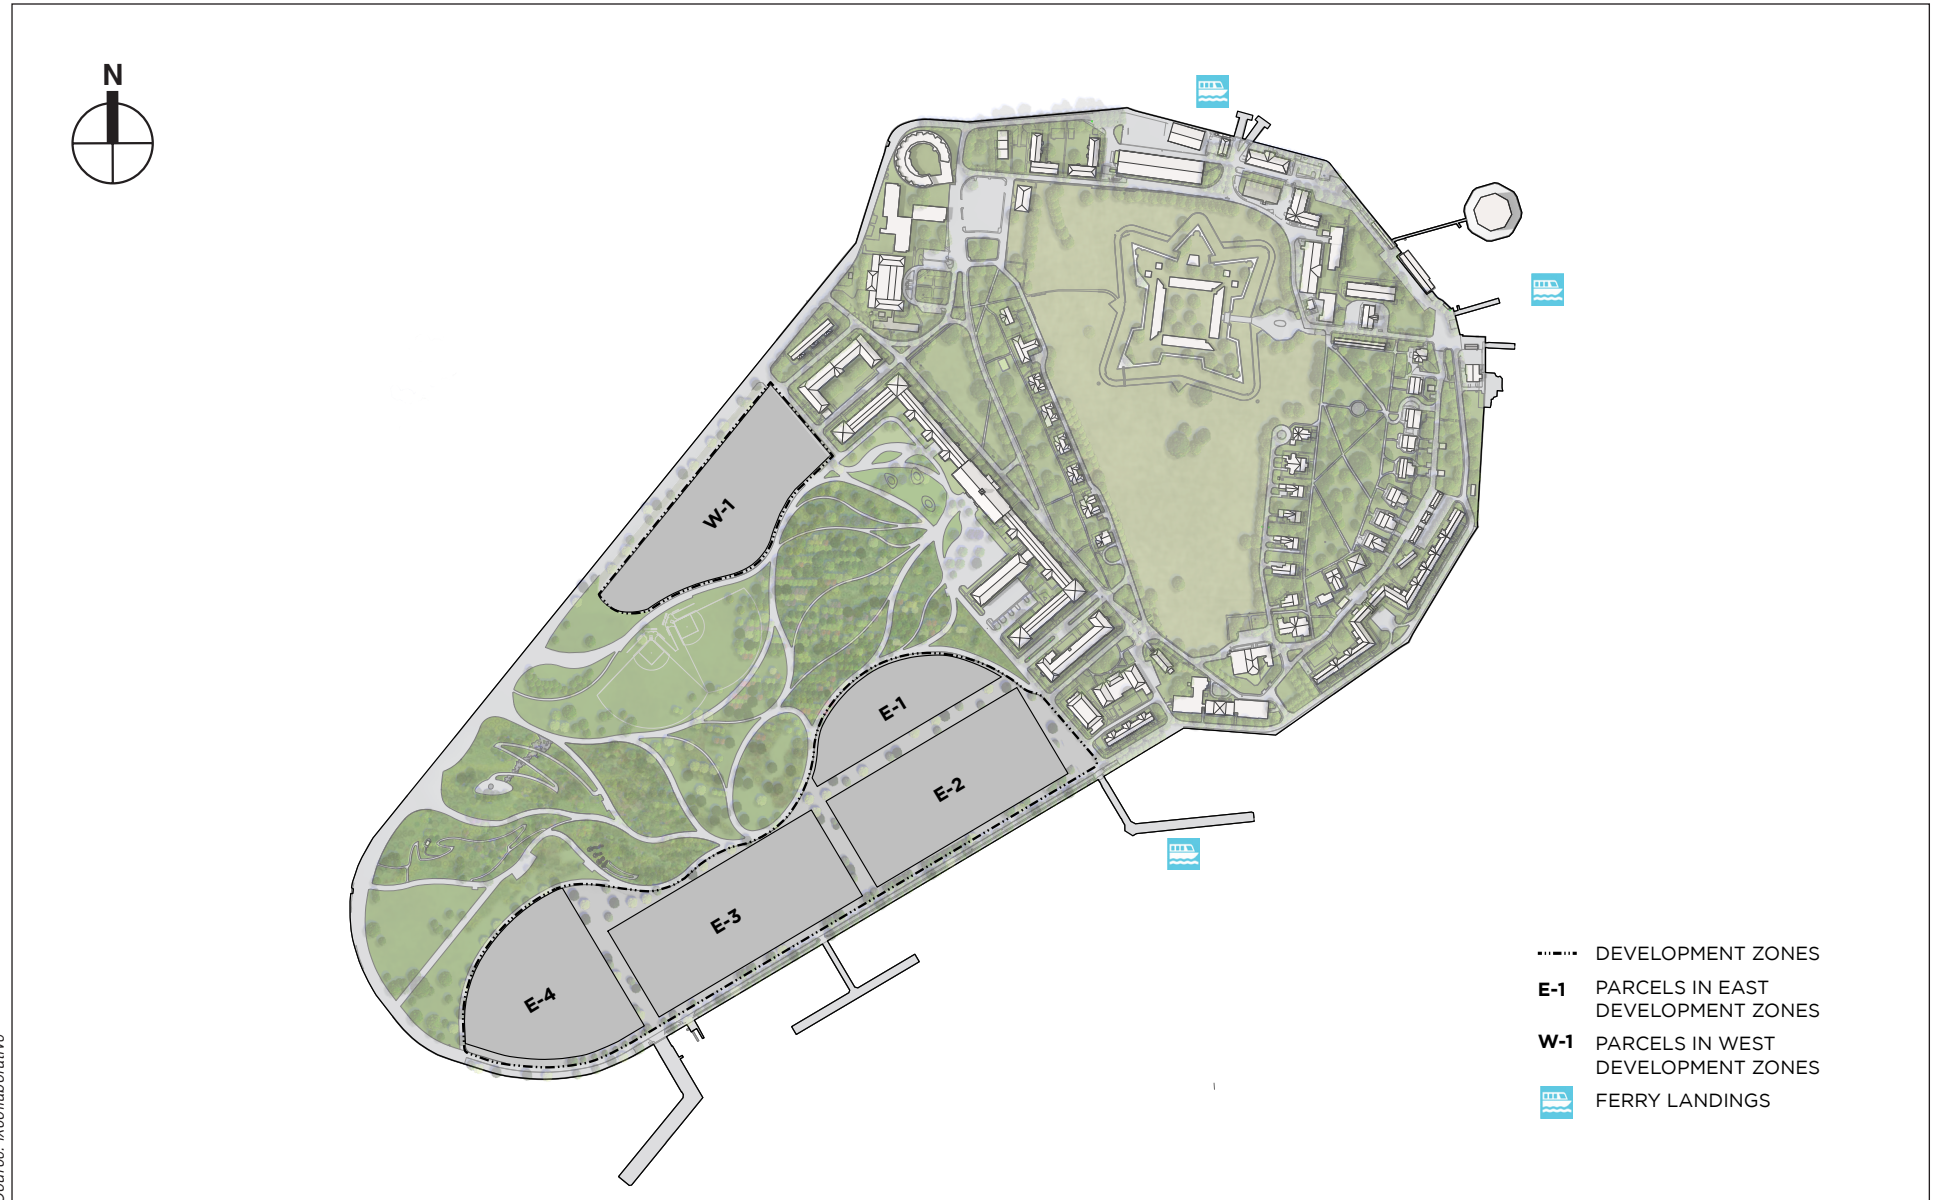 N
W-1
E-1
E-2
E-3
E-4
DEVELOPMENT ZONES
E-1 PARCELS IN EAST
DEVELOPMENT ZONES
W-1 PARCELS IN WEST
DEVELOPMENT ZONES
FERRY LANDINGS